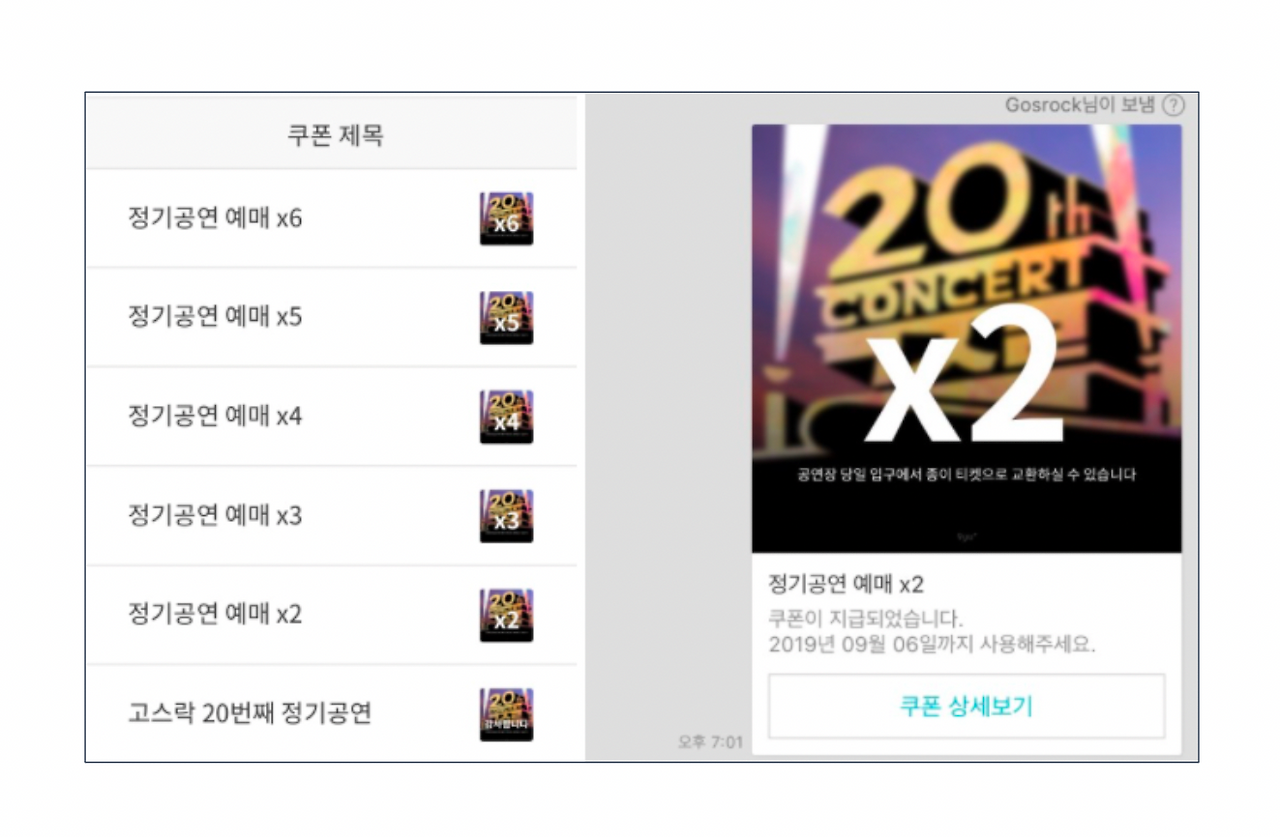 쿠폰 제목
정기공연 예매 x6
x6
정기공연 예매 x5
x5
정기공연 예매 x4
x4
정기공연 예매 x3
x3
정기공연 예매 x2
x2
고스락 20번째 정기공연
감사합니다
Gosrock님이 보냄 ?
20th
CONCERT
x2
공연장 당일 입구에서 종이 티켓으로 교환하실 수 있습니다
정기공연 예매 x2
쿠폰이 지급되었습니다.
2019년 09월 06일까지 사용해주세요.
쿠폰 상세보기
오후 7:01